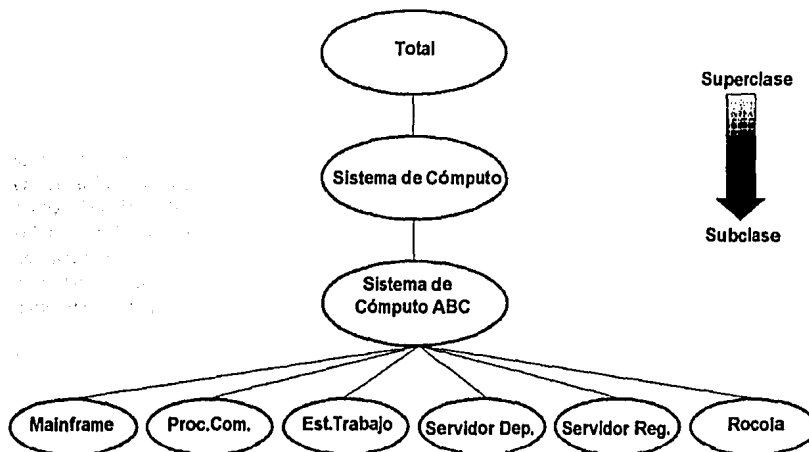 Total
Superclase
Sistema de Cómputo
Subclase
Sistema de
Cómputo ABC
Mainframe
Proc.Com.
Est.Trabajo
Servidor Dep.
Servidor Reg.
Rocola